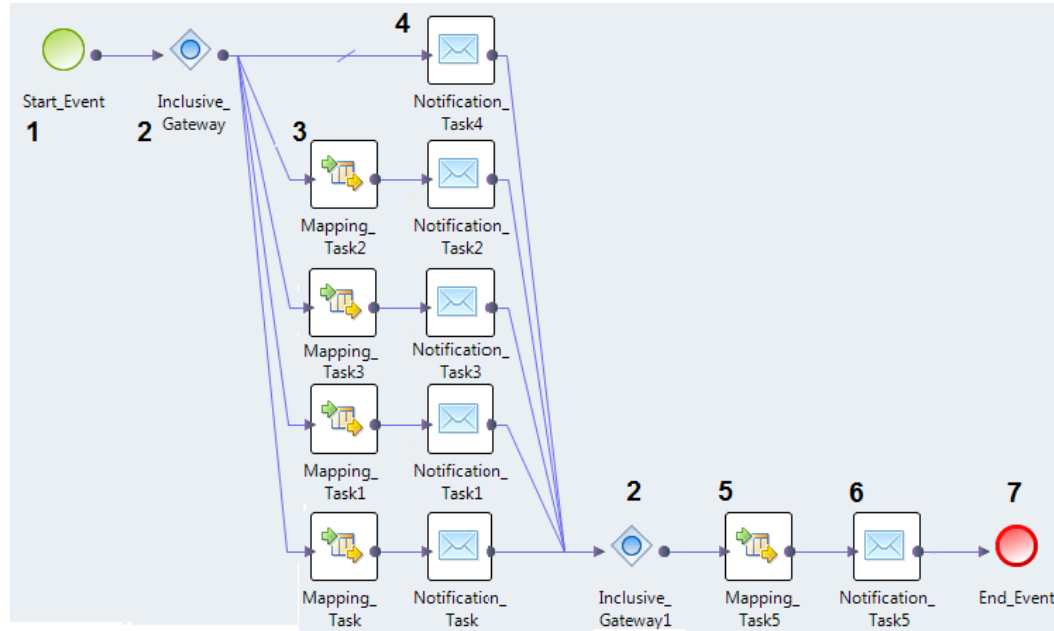 4
Start_Event
1
Inclusive_
Gateway
2
Notification_
Task4
3
Mapping_
Task2
Notification_
Task2
Mapping_
Task3
Notification_
Task3
Mapping_
Task1
Notification_
Task1
Mapping_
Task
Notification_
Task
2
Inclusive_
Gateway1
5
Mapping_
Task5
6
Notification_
Task5
7
End_Event